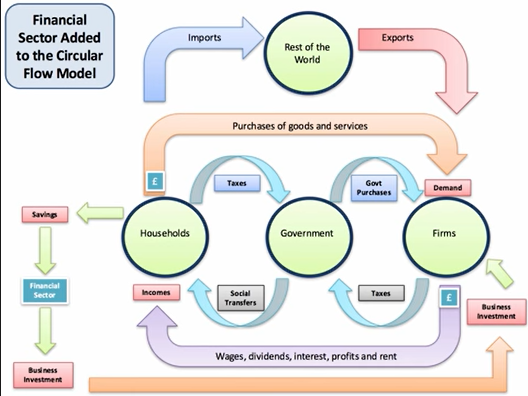 Financial
Sector Added
to the Circular
Flow Model
Imports
Rest of the
World
Exports
Purchases of goods and services
£
Taxes
Govt
Purchases
Demand
Savings
Households
Government
Firms
Financial
Sector
Incomes
Social
Transfers
Taxes
£
Business
Investment
Wages, dividends, interest, profits and rent
Business
Investment